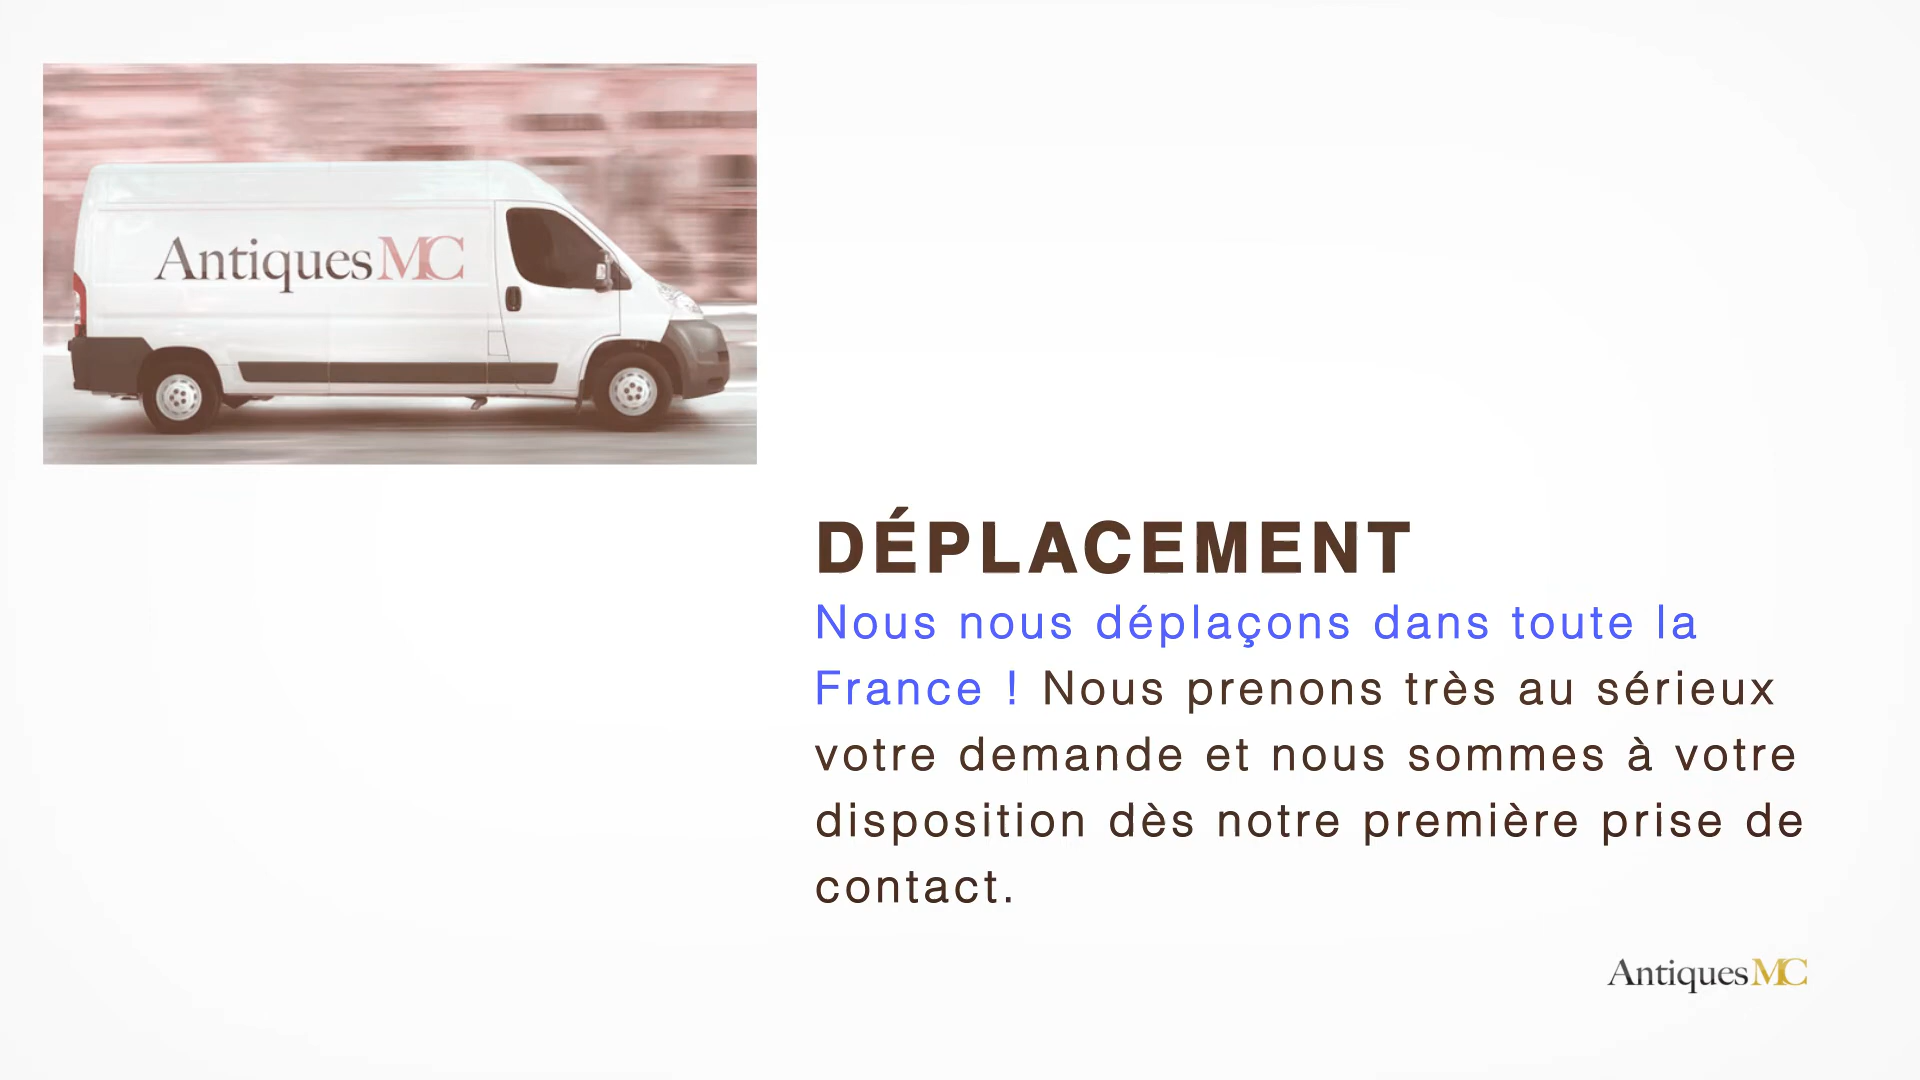 AntiquesMC
DÉPLACEMENT
Nous nous déplaçons dans toute la
France ! Nous prenons très au sérieux
votre demande et nous sommes à votre
disposition dès notre première prise de
contact.
AntiquesMC